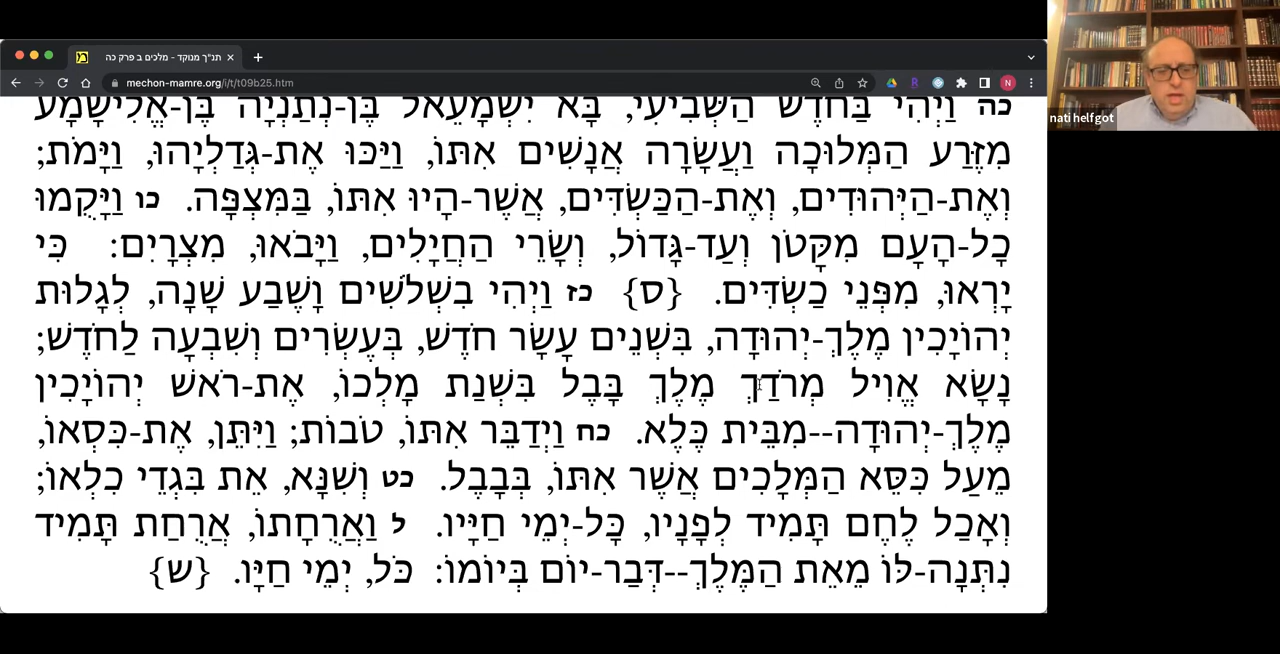 תנ"ך מנוקד - מלכים ב פרק כה
mechon-mamre.org/i/t/t09b25.htm
N
nati helfgot
כה וַיְהִי בַּחֹדֶשׁ הַשְּׁבִיעִי, בָּא יִשְׁמָעֵאל בֶּן-נְתַנְיָה בֶּן-אֱלִישָׁמָע
מִזֶּרַע הַמְּלוּכָה וַעֲשָׂרָה אֲנָשִׁים אִתּוֹ, וַיַּכּוּ אֶת-גְּדַלְיָהוּ, וַיָּמֹת;
וְאֶת-הַיְּהוּדִים, וְאֶת-הַכַּשְׂדִּים, אֲשֶׁר-הָיוּ אִתּוֹ, בַּמִּצְפָּה. כו וַיָּקֻמוּ
כָל-הָעָם מִקָּטֹן וְעַד-גָּדוֹל, וְשָׂרֵי הַחֲיָלִים, וַיָּבֹאוּ, מִצְרָיִם: כִּי
יָרְאוּ, מִפְּנֵי כַשְׂדִּים. {ס} כז וַיְהִי בִשְׁלֹשִׁים וָשֶׁבַע שָׁנָה, לְגָלוּת
יְהוֹיָכִין מֶלֶךְ-יְהוּדָה, בִּשְׁנֵים עָשָׂר חֹדֶשׁ, בְּעֶשְׂרִים וְשִׁבְעָה לַחֹדֶשׁ;
נָשָׂא אֱוִיל מְרֹדַךְ מֶלֶךְ בָּבֶל בִּשְׁנַת מָלְכוֹ, אֶת-רֹאשׁ יְהוֹיָכִין
מֶלֶךְ-יְהוּדָה--מִבֵּית כֶּלֶא. כח וַיְדַבֵּר אִתּוֹ, טֹבוֹת; וַיִּתֵּן, אֶת-כִּסְאוֹ,
מֵעַל כִּסֵּא הַמְּלָכִים אֲשֶׁר אִתּוֹ, בְּבָבֶל. כט וְשִׁנָּא, אֵת בִּגְדֵי כִלְאוֹ;
וְאָכַל לֶחֶם תָּמִיד לְפָנָיו, כָּל-יְמֵי חַיָּיו. ל וַאֲרֻחָתוֹ, אֲרֻחַת תָּמִיד
נִתְּנָה-לּוֹ מֵאֵת הַמֶּלֶךְ--דְּבַר-יוֹם בְּיוֹמוֹ: כֹּל, יְמֵי חַיָּו. {ש}